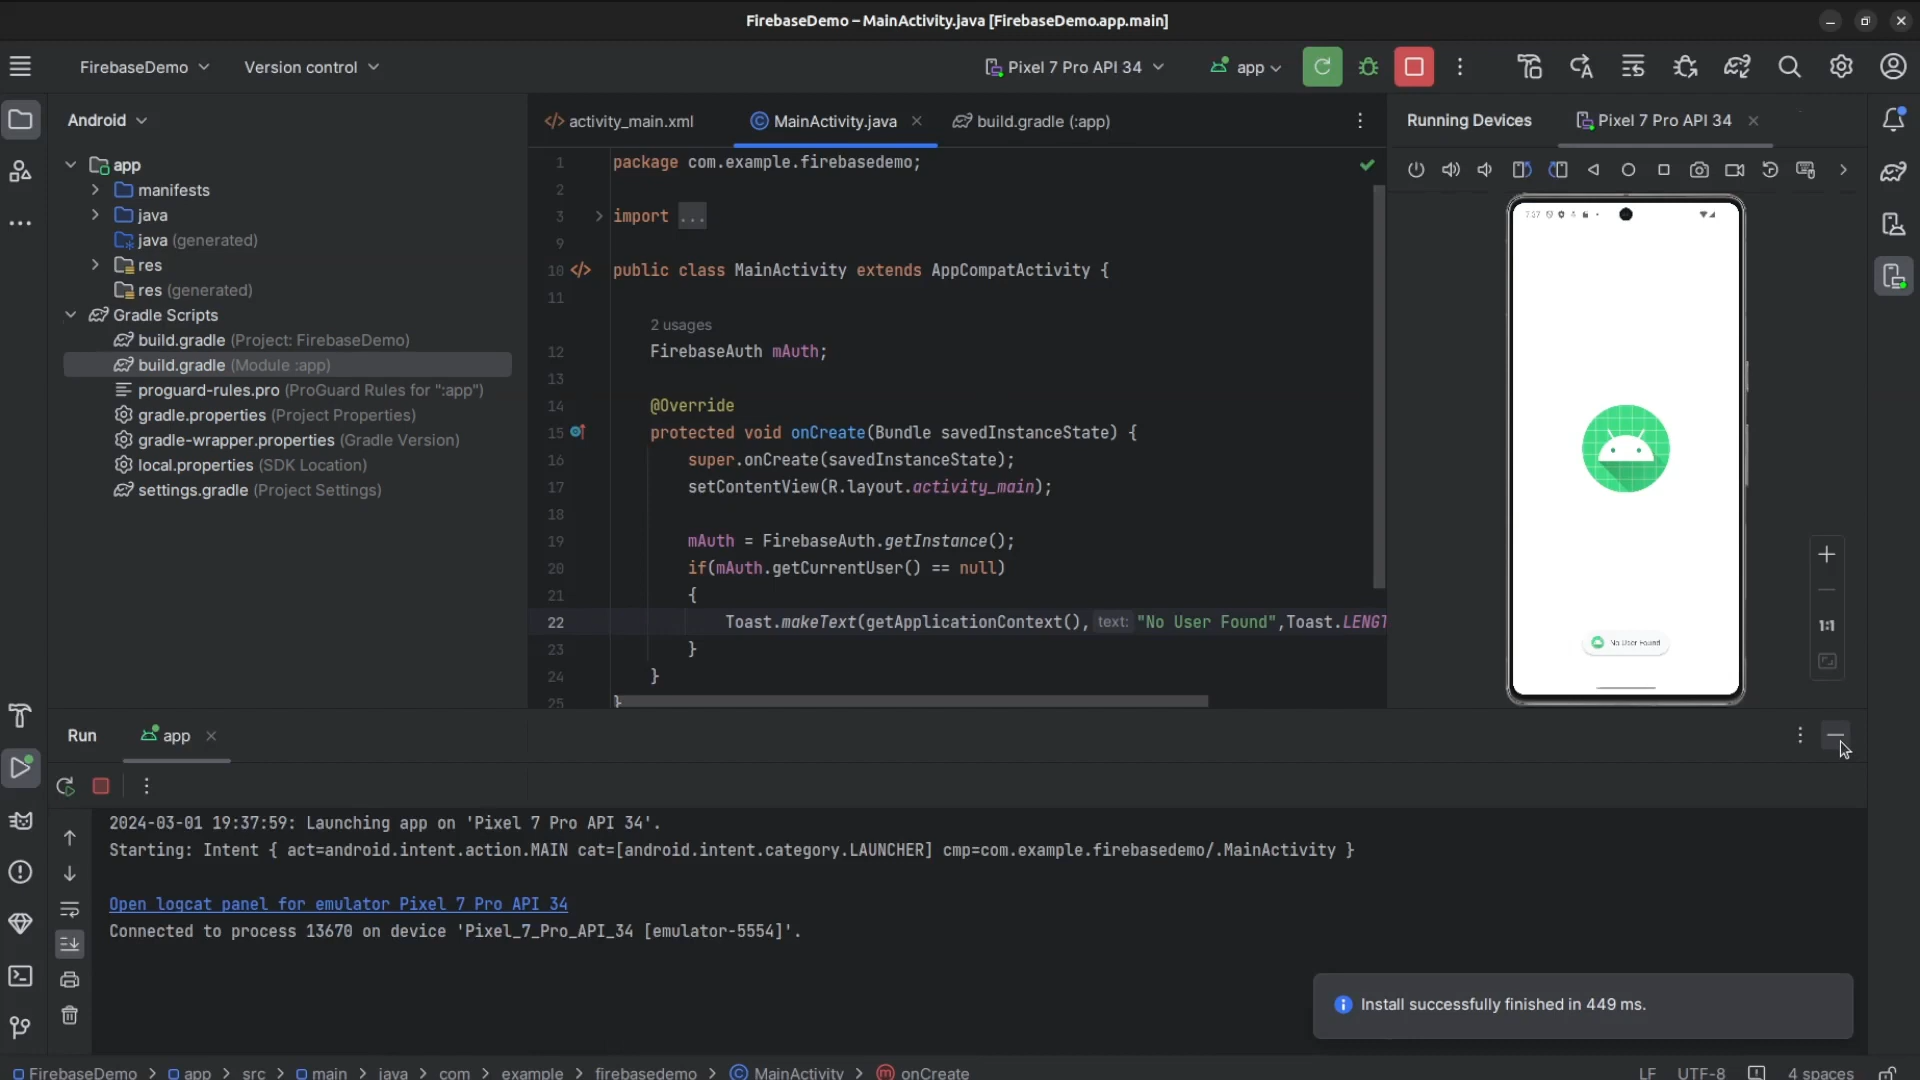 FirebaseDemo – MainActivity.java [FirebaseDemo.app.main]
FirebaseDemo
Version control
Pixel 7 Pro API 34
app
Android
activity_main.xml
MainActivity.java
build.gradle (:app)
Running Devices
Pixel 7 Pro API 34
app
manifests
java
java (generated)
res
res (generated)
Gradle Scripts
build.gradle (Project: FirebaseDemo)
build.gradle (Module :app)
proguard-rules.pro (ProGuard Rules for ":app")
gradle.properties (Project Properties)
gradle-wrapper.properties (Gradle Version)
local.properties (SDK Location)
settings.gradle (Project Settings)
1 package com.example.firebasedemo;
2
3 import ...
9
10 public class MainActivity extends AppCompatActivity {
11
2 usages
12 FirebaseAuth mAuth;
13
14 @Override
15 protected void onCreate(Bundle savedInstanceState) {
16 super.onCreate(savedInstanceState);
17 setContentView(R.layout.activity_main);
18
19 mAuth = FirebaseAuth.getInstance();
20 if(mAuth.getCurrentUser() == null)
21 {
22 Toast.makeText(getApplicationContext(), text: "No User Found",Toast.LENGT
23 }
24 }
25 }
No User Found
1:1
Run
app
2024-03-01 19:37:59: Launching app on 'Pixel 7 Pro API 34'.
Starting: Intent { act=android.intent.action.MAIN cat=[android.intent.category.LAUNCHER] cmp=com.example.firebasedemo/.MainActivity }
Open logcat panel for emulator Pixel 7 Pro API 34
Connected to process 13670 on device 'Pixel_7_Pro_API_34 [emulator-5554]'.
Install successfully finished in 449 ms.
FirebaseDemo > app > src > main > java > com > example > firebasedemo > MainActivity > onCreate
LF UTF-8 4 spaces